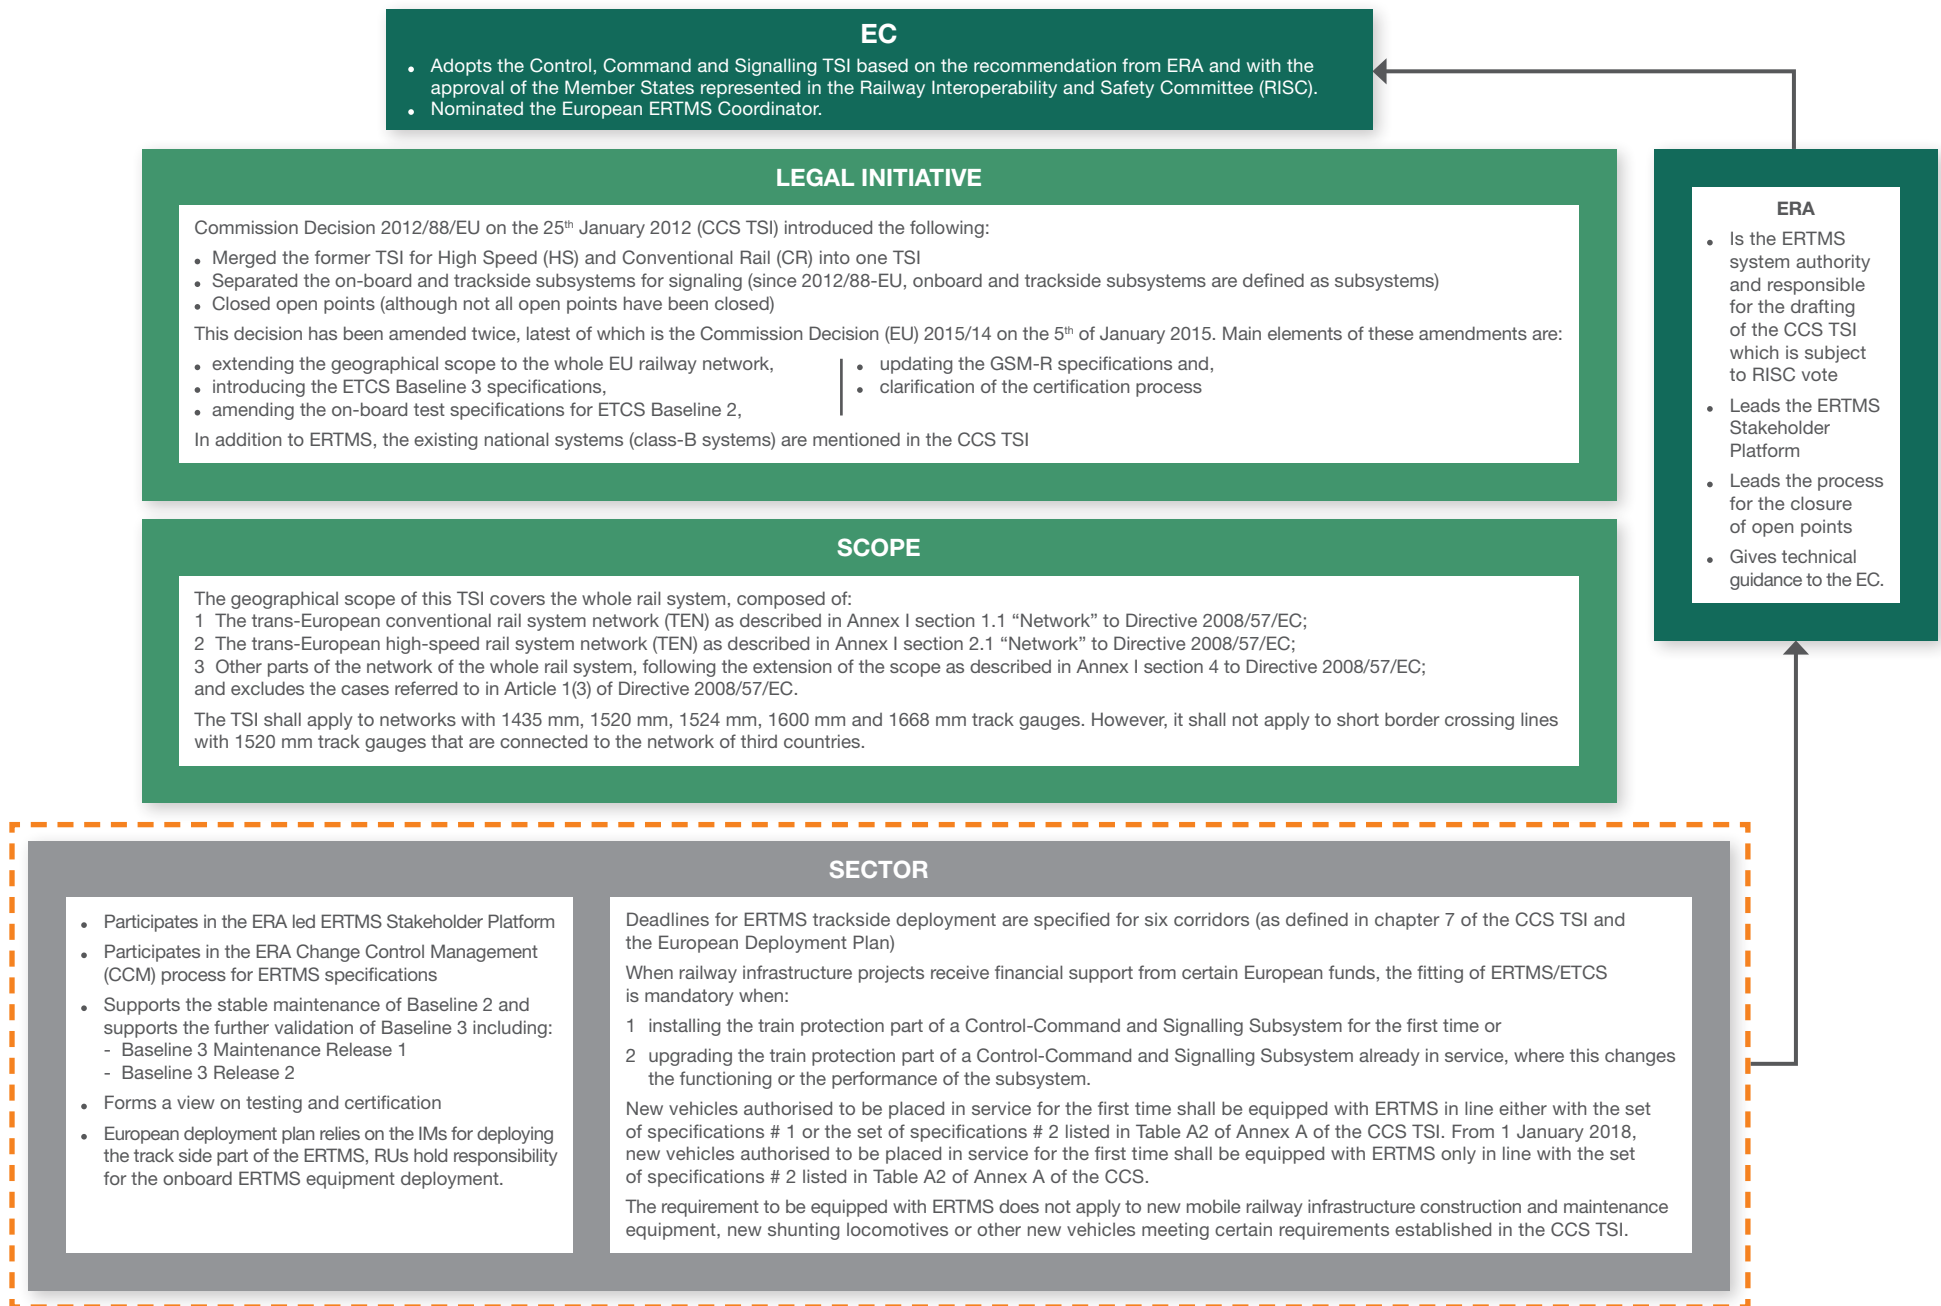 EC
• Adopts the Control, Command and Signalling TSI based on the recommendation from ERA and with the
approval of the Member States represented in the Railway Interoperability and Safety Committee (RISC).
• Nominated the European ERTMS Coordinator.
LEGAL INITIATIVE
Commission Decision 2012/88/EU on the 25th January 2012 (CCS TSI) introduced the following:
• Merged the former TSI for High Speed (HS) and Conventional Rail (CR) into one TSI
• Separated the on-board and trackside subsystems for signaling (since 2012/88-EU, onboard and trackside subsystems are defined as subsystems)
• Closed open points (although not all open points have been closed)
This decision has been amended twice, latest of which is the Commission Decision (EU) 2015/14 on the 5th of January 2015. Main elements of these amendments are:
• extending the geographical scope to the whole EU railway network,
• introducing the ETCS Baseline 3 specifications,
• amending the on-board test specifications for ETCS Baseline 2,
• updating the GSM-R specifications and,
• clarification of the certification process
In addition to ERTMS, the existing national systems (class-B systems) are mentioned in the CCS TSI
ERA
• Is the ERTMS
system authority
and responsible
for the drafting
of the CCS TSI
which is subject
to RISC vote
• Leads the ERTMS
Stakeholder
Platform
• Leads the process
for the closure
of open points
• Gives technical
guidance to the EC.
SCOPE
The geographical scope of this TSI covers the whole rail system, composed of:
1 The trans-European conventional rail system network (TEN) as described in Annex I section 1.1 “Network” to Directive 2008/57/EC;
2 The trans-European high-speed rail system network (TEN) as described in Annex I section 2.1 “Network” to Directive 2008/57/EC;
3 Other parts of the network of the whole rail system, following the extension of the scope as described in Annex I section 4 to Directive 2008/57/EC;
and excludes the cases referred to in Article 1(3) of Directive 2008/57/EC.
The TSI shall apply to networks with 1435 mm, 1520 mm, 1524 mm, 1600 mm and 1668 mm track gauges. However, it shall not apply to short border crossing lines
with 1520 mm track gauges that are connected to the network of third countries.
SECTOR
• Participates in the ERA led ERTMS Stakeholder Platform
• Participates in the ERA Change Control Management
(CCM) process for ERTMS specifications
• Supports the stable maintenance of Baseline 2 and
supports the further validation of Baseline 3 including:
- Baseline 3 Maintenance Release 1
- Baseline 3 Release 2
• Forms a view on testing and certification
• European deployment plan relies on the IMs for deploying
the track side part of the ERTMS, RUs hold responsibility
for the onboard ERTMS equipment deployment.
Deadlines for ERTMS trackside deployment are specified for six corridors (as defined in chapter 7 of the CCS TSI and
the European Deployment Plan)
When railway infrastructure projects receive financial support from certain European funds, the fitting of ERTMS/ETCS
is mandatory when:
1 installing the train protection part of a Control-Command and Signalling Subsystem for the first time or
2 upgrading the train protection part of a Control-Command and Signalling Subsystem already in service, where this changes
the functioning or the performance of the subsystem.
New vehicles authorised to be placed in service for the first time shall be equipped with ERTMS in line either with the set
of specifications # 1 or the set of specifications # 2 listed in Table A2 of Annex A of the CCS TSI. From 1 January 2018,
new vehicles authorised to be placed in service for the first time shall be equipped with ERTMS only in line with the set
of specifications # 2 listed in Table A2 of Annex A of the CCS.
The requirement to be equipped with ERTMS does not apply to new mobile railway infrastructure construction and maintenance
equipment, new shunting locomotives or other new vehicles meeting certain requirements established in the CCS TSI.